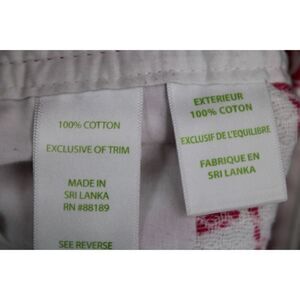 100% COTTON
EXCLUSIVE OF TRIM
MADE IN
SRI LANKA
RN #88189
SEE REVERSE
EXTERIEUR
100% COTTON
EXCLUSIF DE L'EQUILIBRE
FABRIQUE EN
SRI LANKA